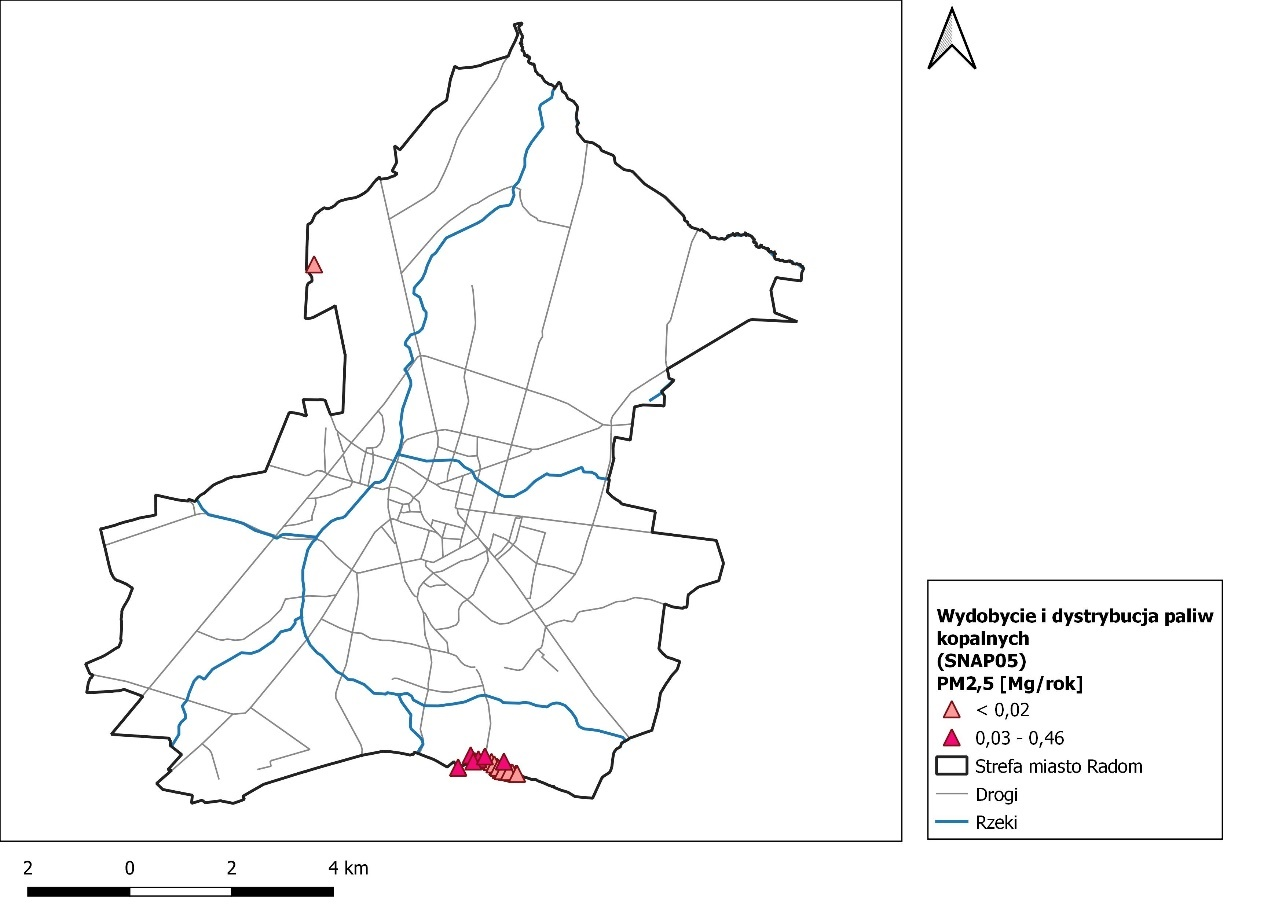 Wydobycie i dystrybucja paliw
kopalnych
(SNAP05)
PM2,5 [Mg/rok]
< 0,02
0,03 - 0,46
Strefa miasto Radom
Drogi
Rzeki
2 0 2 4 km